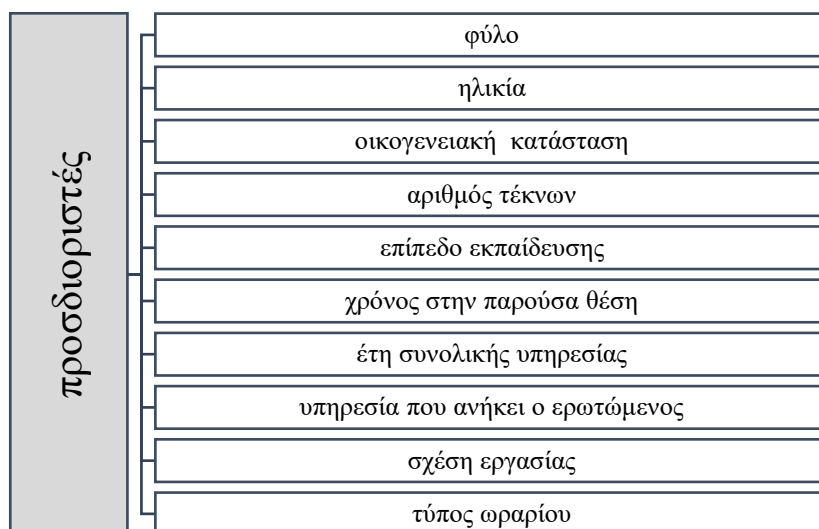 προσδιοριστές
φύλο
ηλικία
οικογενειακή κατάσταση
αριθμός τέκνων
επίπεδο εκπαίδευσης
χρόνος στην παρούσα θέση
έτη συνολικής υπηρεσίας
υπηρεσία που ανήκει ο ερωτώμενος
σχέση εργασίας
τύπος ωραρίου